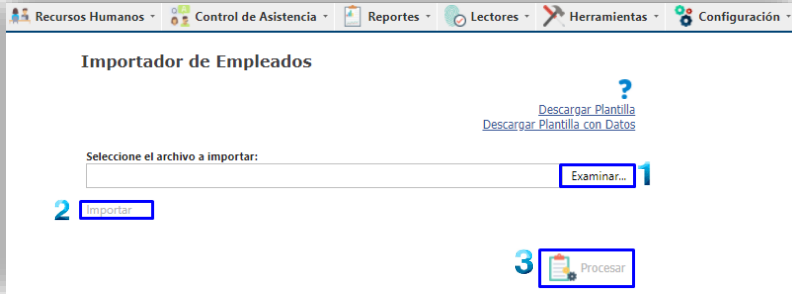 Recursos Humanos Control de Asistencia Reportes Lectores Herramientas Configuración
Importador de Empleados
?
Descargar Plantilla
Descargar Plantilla con Datos
Seleccione el archivo a importar:
Examinar... 1
2 Importar
3 Procesar